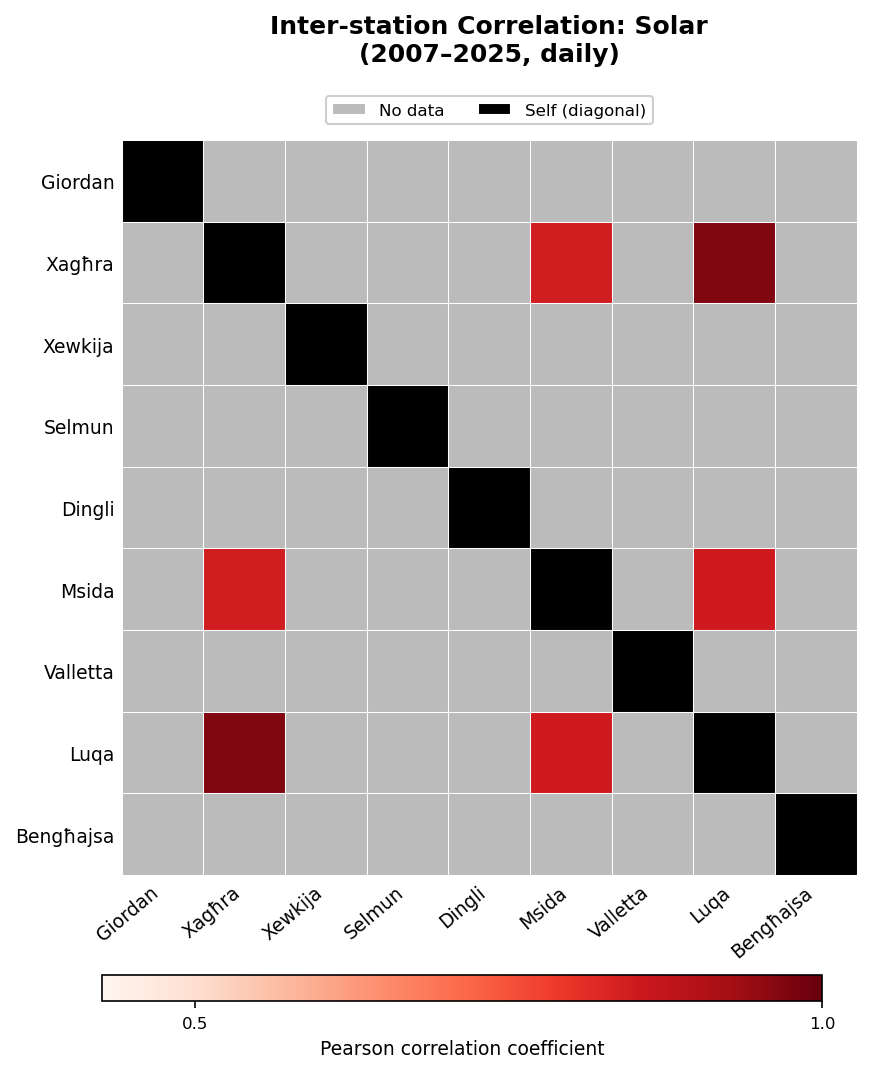 Inter-station Correlation: Solar
(2007–2025, daily)
No data
Self (diagonal)
Giordan
Xagħra
Xewkija
Selmun
Dingli
Msida
Valletta
Luqa
Bengħajsa
Giordan
Xagħra
Xewkija
Selmun
Dingli
Msida
Valletta
Luqa
Bengħajsa
0.5
1.0
Pearson correlation coefficient